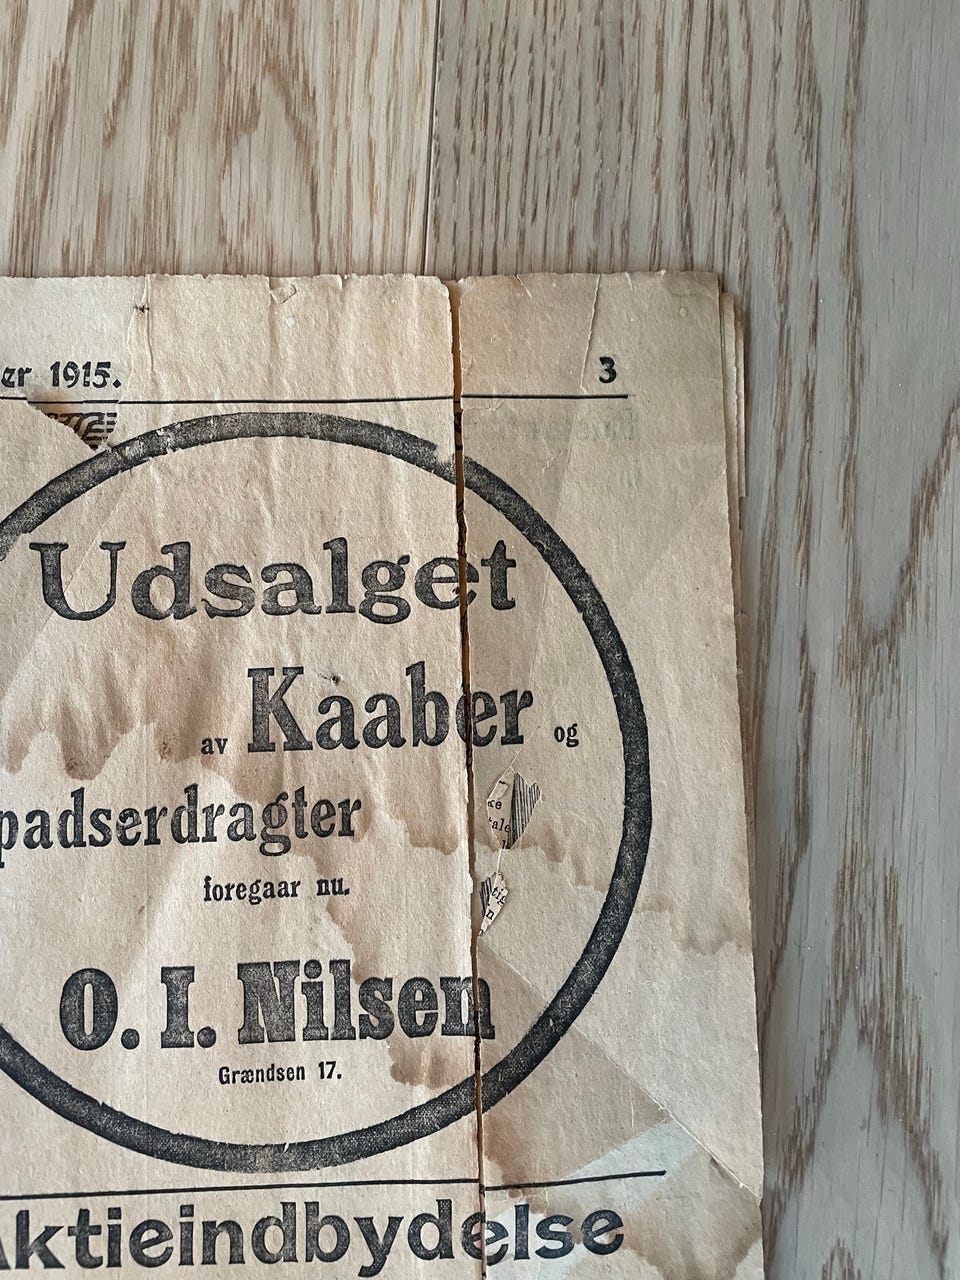 er 1915. 3
Udsalget
av Kaaber og
padserdragter
foregaar nu.
O. I. Nilsen
Grændsen 17.
ktieindbydelse